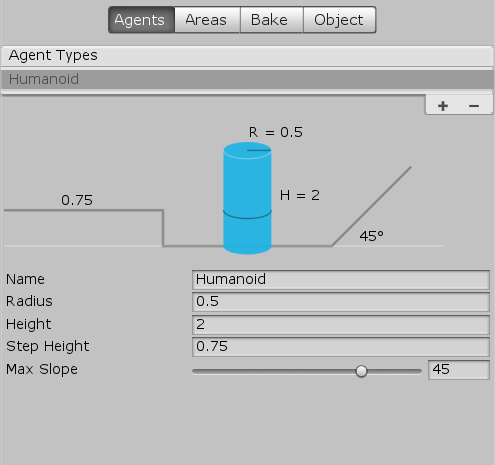 Agents Areas Bake Object
Agent Types
Humanoid
+ −
R = 0.5
0.75
H = 2
45°
Name Humanoid
Radius 0.5
Height 2
Step Height 0.75
Max Slope 45